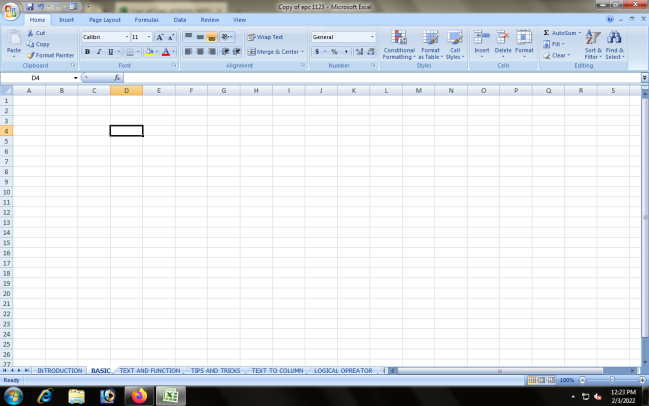 Copy of epc 1123 - Microsoft Excel
Home Insert Page Layout Formulas Data Review View
Cut
Copy
Format Painter
Paste
Clipboard
Calibri 11 A A
B I U
Font
Wrap Text
Merge & Center
Alignment
General
$ % ,
Number
Conditional Formatting
Format as Table
Cell Styles
Styles
Insert Delete Format
Cells
Σ AutoSum
Fill
Clear
Sort & Filter
Find & Select
Editing
D4 fx
A B C D E F G H I J K L M N O P Q R S
1
2
3
4
5
6
7
8
9
10
11
12
13
14
15
16
17
18
19
20
21
22
23
24
25
26
27
INTRODUCTION BASIC TEXT AND FUNCTION TIPS AND TRICKS TEXT TO COLUMN LOGICAL OPREATOR
Ready 100%
12:23 PM
2/3/2022